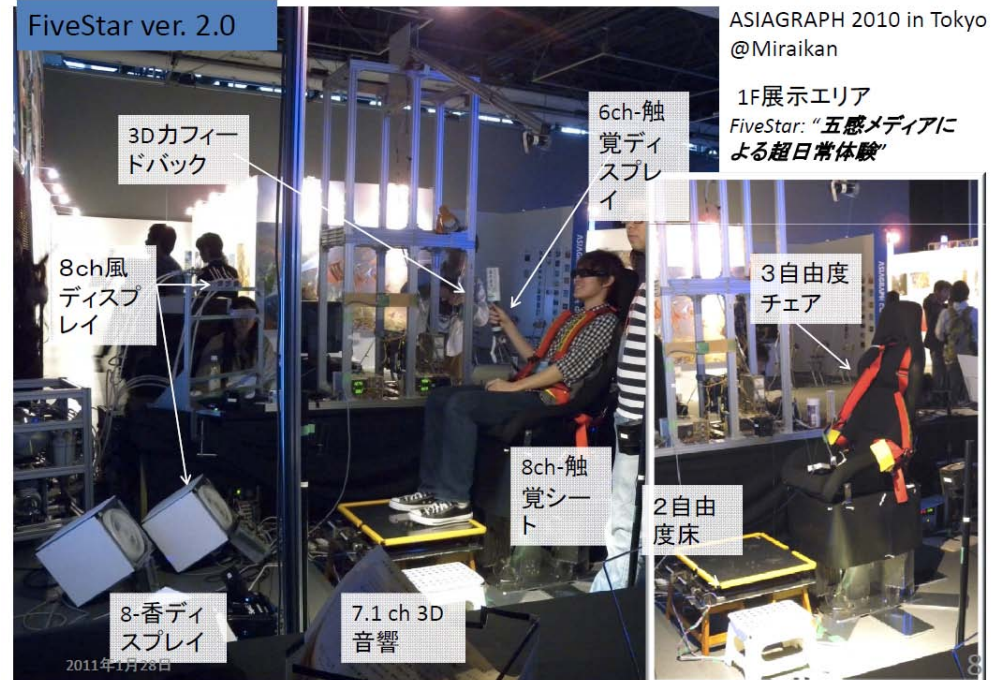 FiveStar ver. 2.0
ASIAGRAPH 2010 in Tokyo
@Miraikan
1F展示エリア
FiveStar: “五感メディアに
よる超日常体験”
3D力フィー
ドバック
6ch-触
覚ディ
スプレ
イ
8ch風
ディスプ
レイ
３自由度
チェア
8ch-触
覚シー
ト
２自由
度床
8-香ディ
スプレイ
7.1 ch 3D
音響
2011年1月28日
8